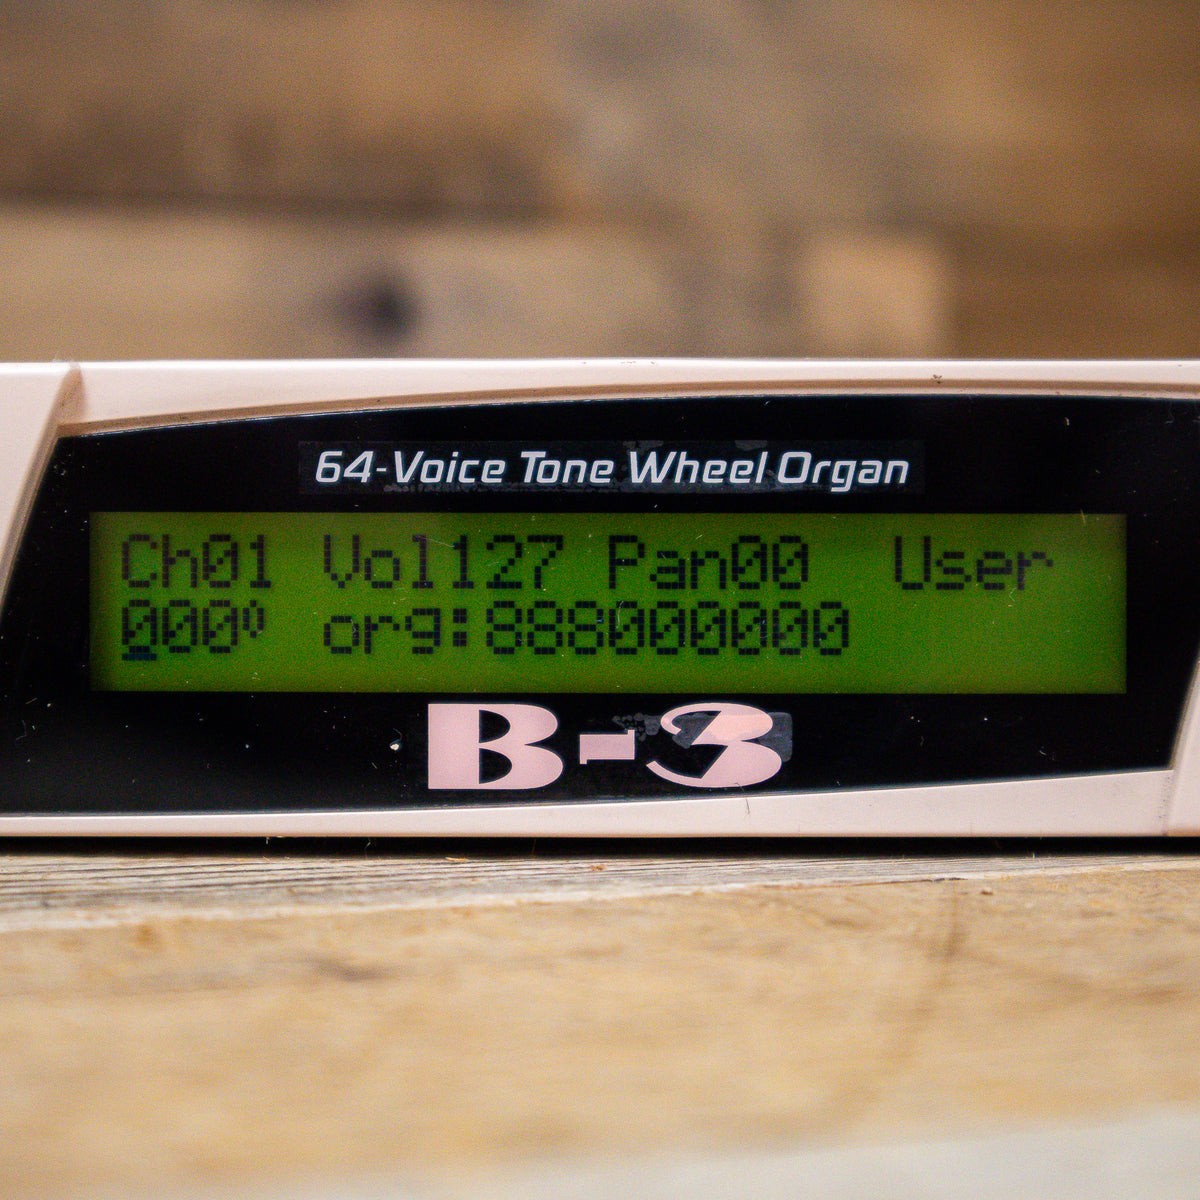 64-Voice Tone Wheel Organ
Ch01 Vol127 Pan00 User
000 org:888000000
B-3